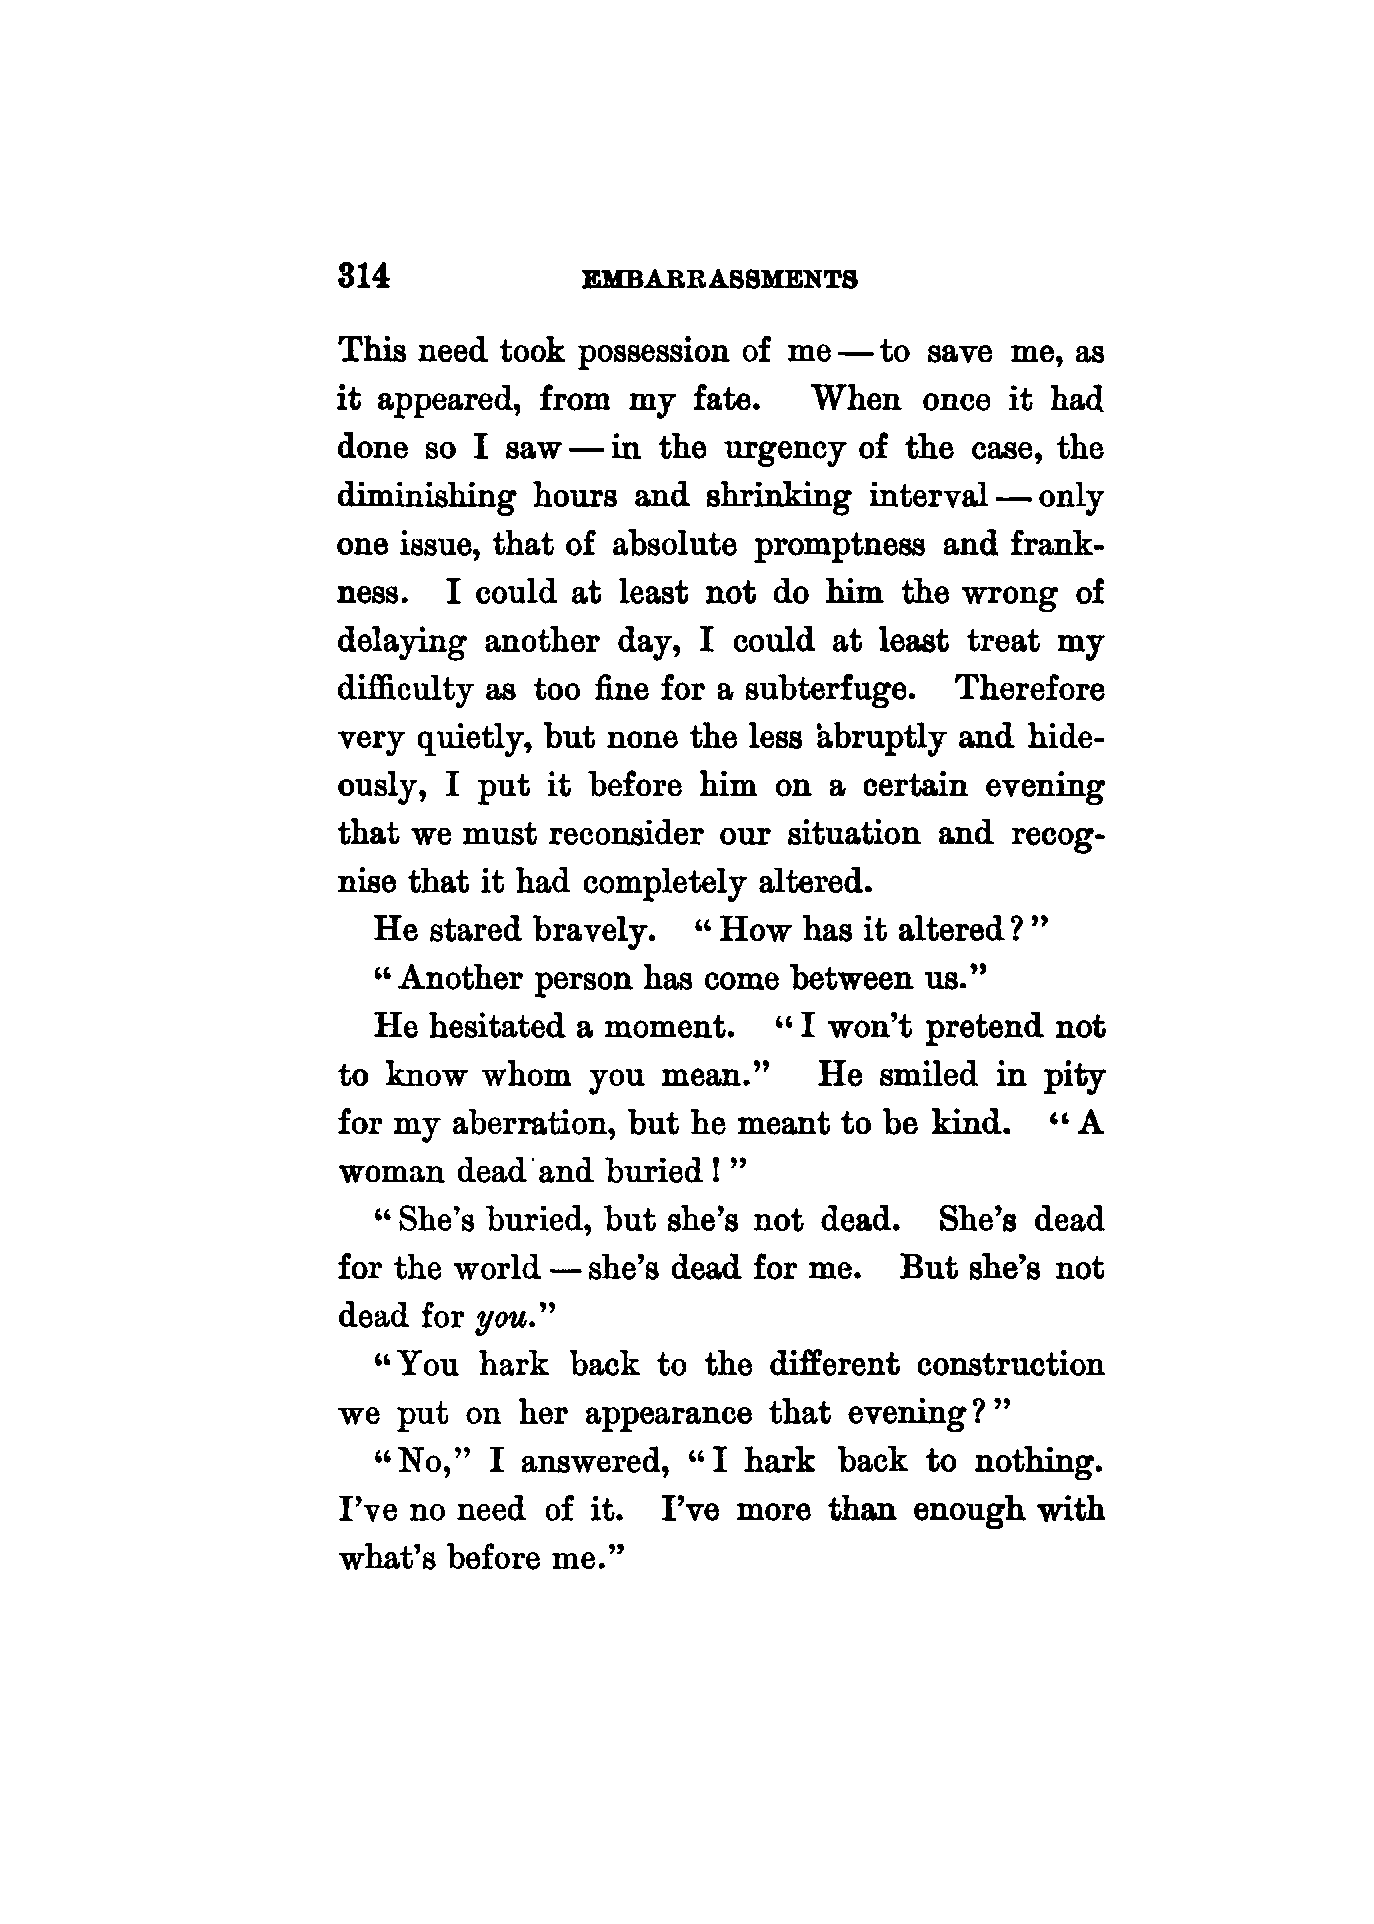 314 EMBARRASSMENTS
This need took possession of me — to save me, as
it appeared, from my fate. When once it had
done so I saw — in the urgency of the case, the
diminishing hours and shrinking interval — only
one issue, that of absolute promptness and frank-
ness. I could at least not do him the wrong of
delaying another day, I could at least treat my
difficulty as too fine for a subterfuge. Therefore
very quietly, but none the less abruptly and hide-
ously, I put it before him on a certain evening
that we must reconsider our situation and recog-
nise that it had completely altered.
He stared bravely. “How has it altered?”
“Another person has come between us.”
He hesitated a moment. “I won’t pretend not
to know whom you mean.” He smiled in pity
for my aberration, but he meant to be kind. “A
woman dead and buried!”
“She’s buried, but she’s not dead. She’s dead
for the world — she’s dead for me. But she’s not
dead for you.”
“You hark back to the different construction
we put on her appearance that evening?”
“No,” I answered, “I hark back to nothing.
I’ve no need of it. I’ve more than enough with
what’s before me.”